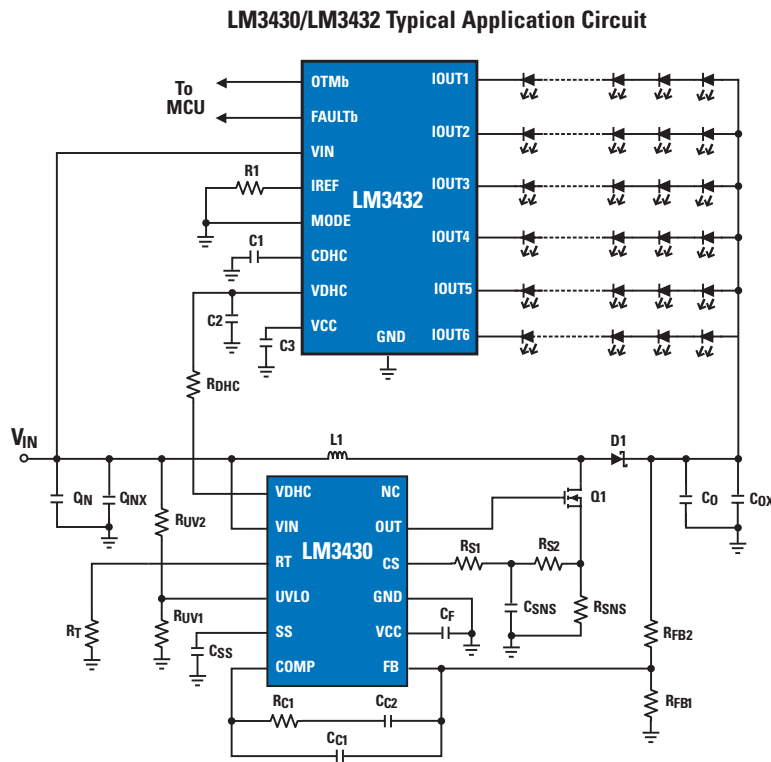 LM3430/LM3432 Typical Application Circuit
To
MCU
OTMb
FAULTb
VIN
IREF
MODE
CDHC
VDHC
VCC
LM3432
GND
IOUT1
IOUT2
IOUT3
IOUT4
IOUT5
IOUT6
R1
C1
C2
C3
RDHC
VIN
L1
D1
CIN
CINX
RUV2
RUV1
RT
CSS
VDHC
VIN
RT
UVLO
SS
COMP
LM3430
NC
OUT
CS
GND
VCC
FB
Q1
RS1
RS2
CSNS
RSNS
CF
CO
COX
RFB2
RFB1
RC1
CC2
CC1